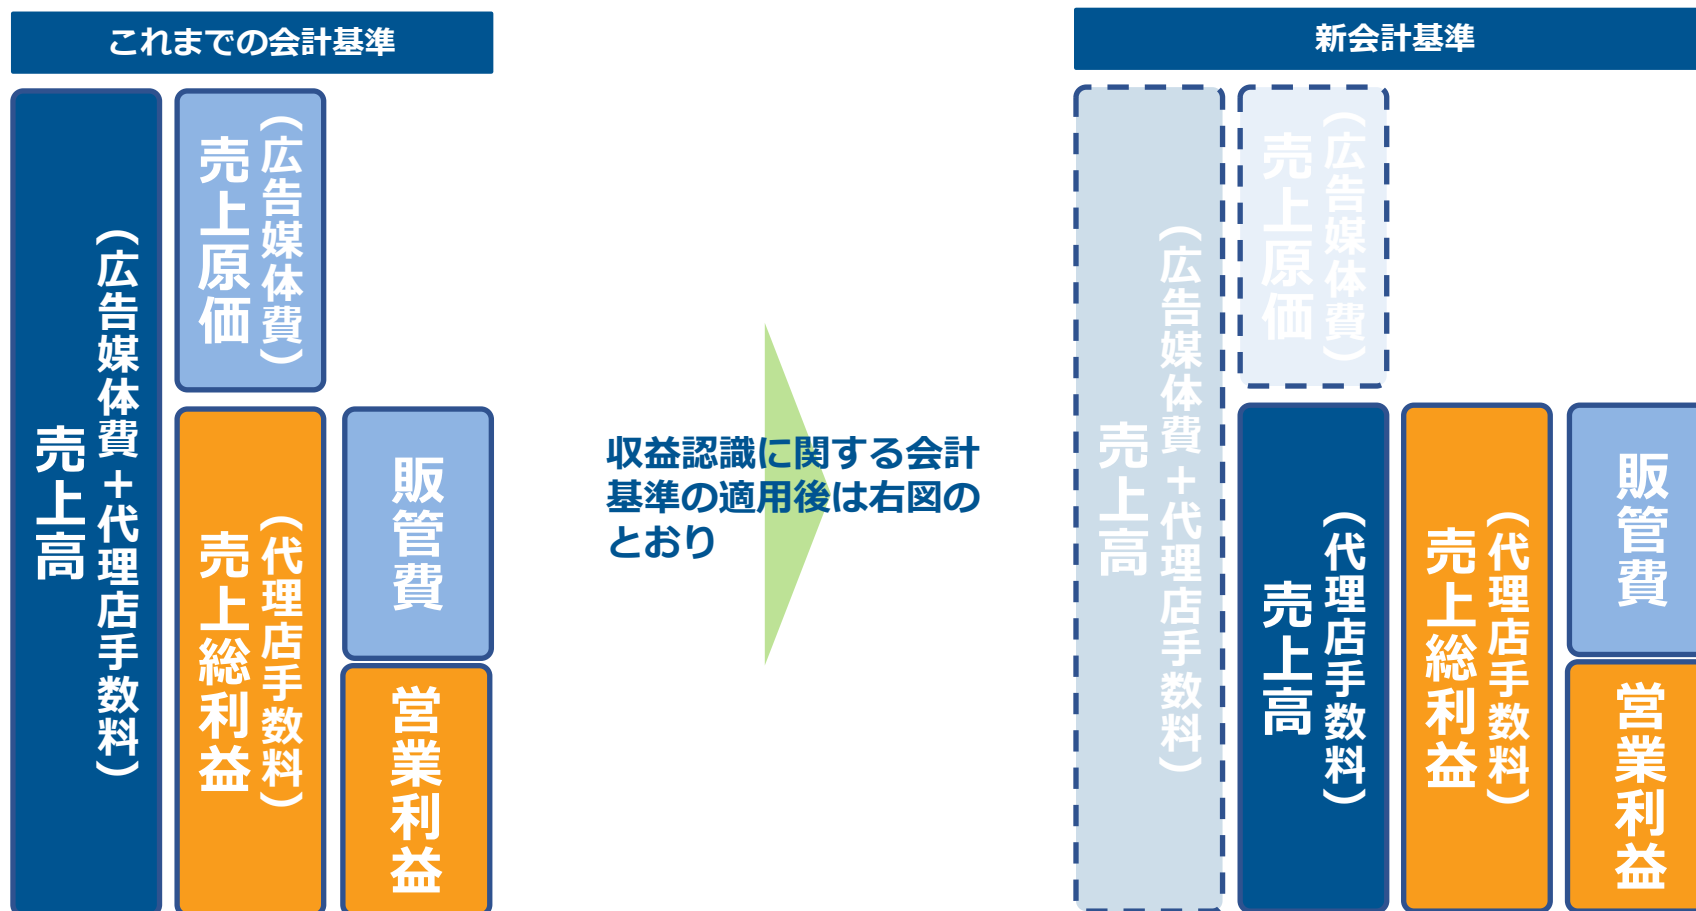 これまでの会計基準
売上高
（広告媒体費＋代理店手数料）
売上原価
（広告媒体費）
売上総利益
（代理店手数料）
販管費
営業利益
収益認識に関する会計
基準の適用後は右図の
とおり
新会計基準
売上高
（広告媒体費＋代理店手数料）
売上原価
（広告媒体費）
売上高
（代理店手数料）
売上総利益
（代理店手数料）
販管費
営業利益